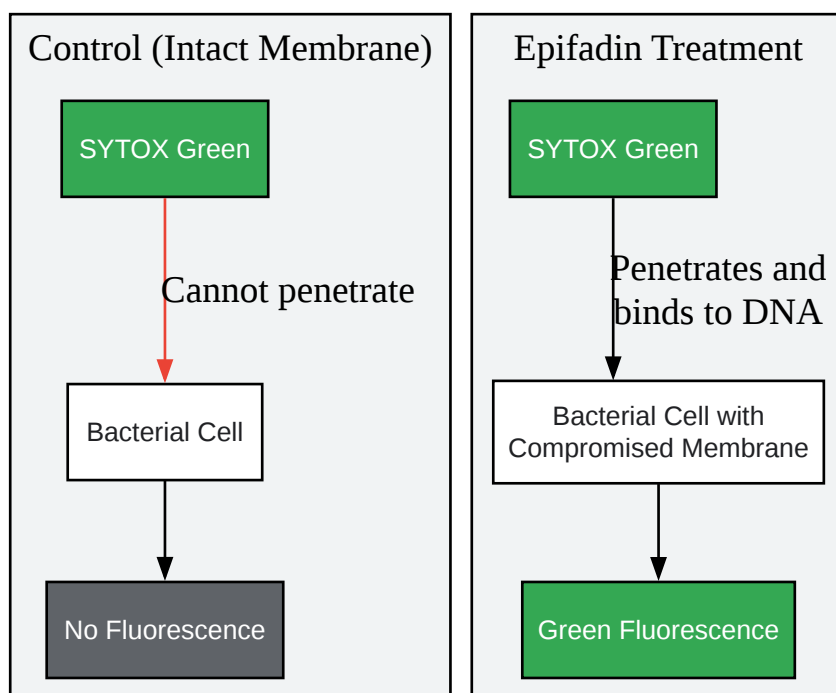 Control (Intact Membrane)
SYTOX Green
Cannot penetrate
Bacterial Cell
No Fluorescence
Epifadin Treatment
SYTOX Green
Penetrates and
binds to DNA
Bacterial Cell with
Compromised Membrane
Green Fluorescence